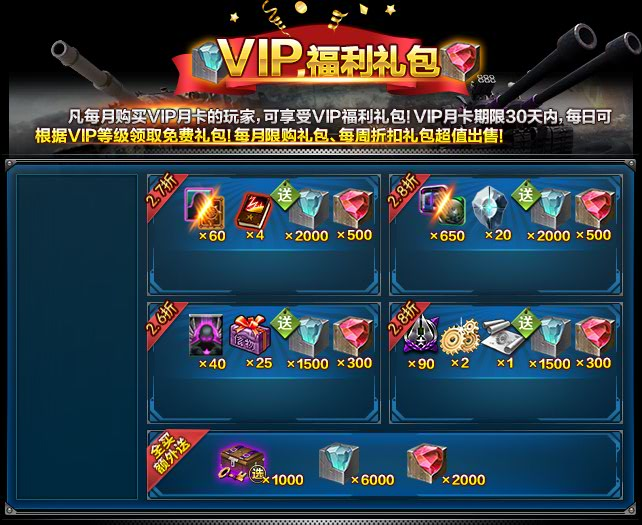 VIP福利礼包
凡每月购买VIP月卡的玩家,可享受VIP福利礼包!VIP月卡期限30天内,每日可
根据VIP等级领取免费礼包!每月限购礼包、每周折扣礼包超值出售!
2.7折
送
×60 ×4 ×2000 ×500
2.8折
送
×650 ×20 ×2000 ×500
2.6折
送
×40 ×25 ×1500 ×300
2.8折
送
×90 ×2 ×1 ×1500 ×300
全买
额外送
选
×1000 ×6000 ×2000